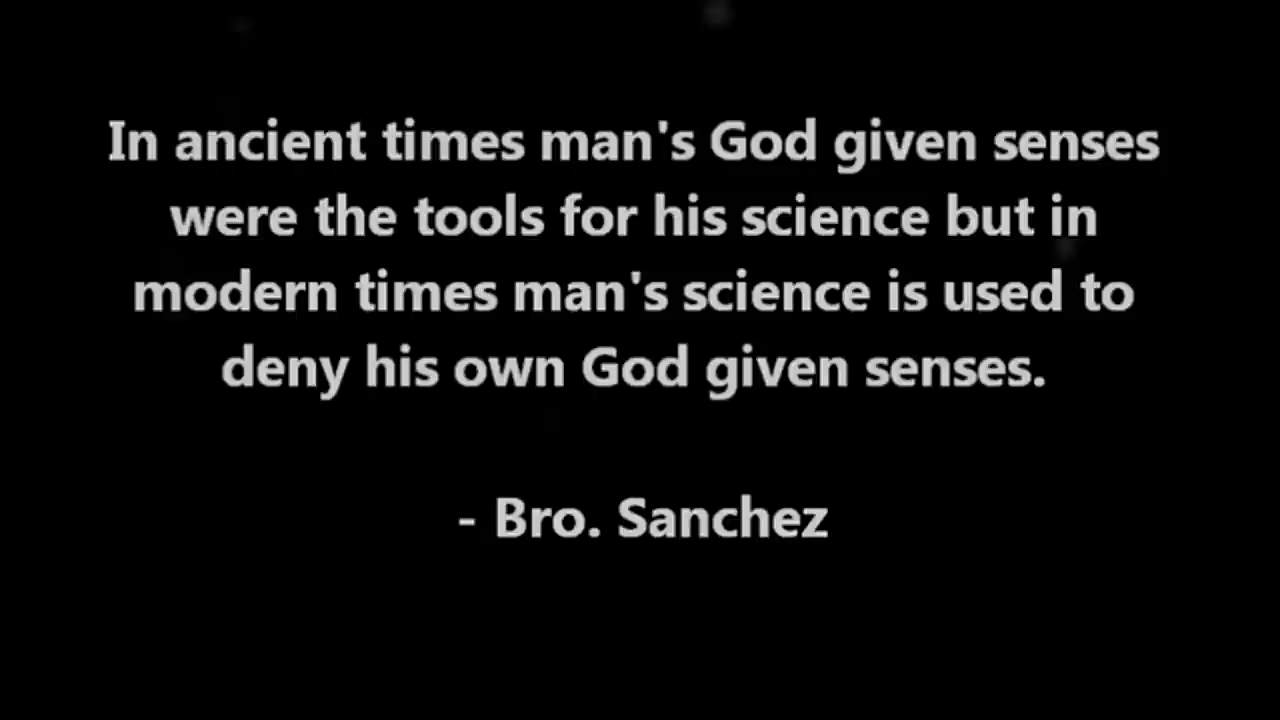 In ancient times man's God given senses
were the tools for his science but in
modern times man's science is used to
deny his own God given senses.
- Bro. Sanchez